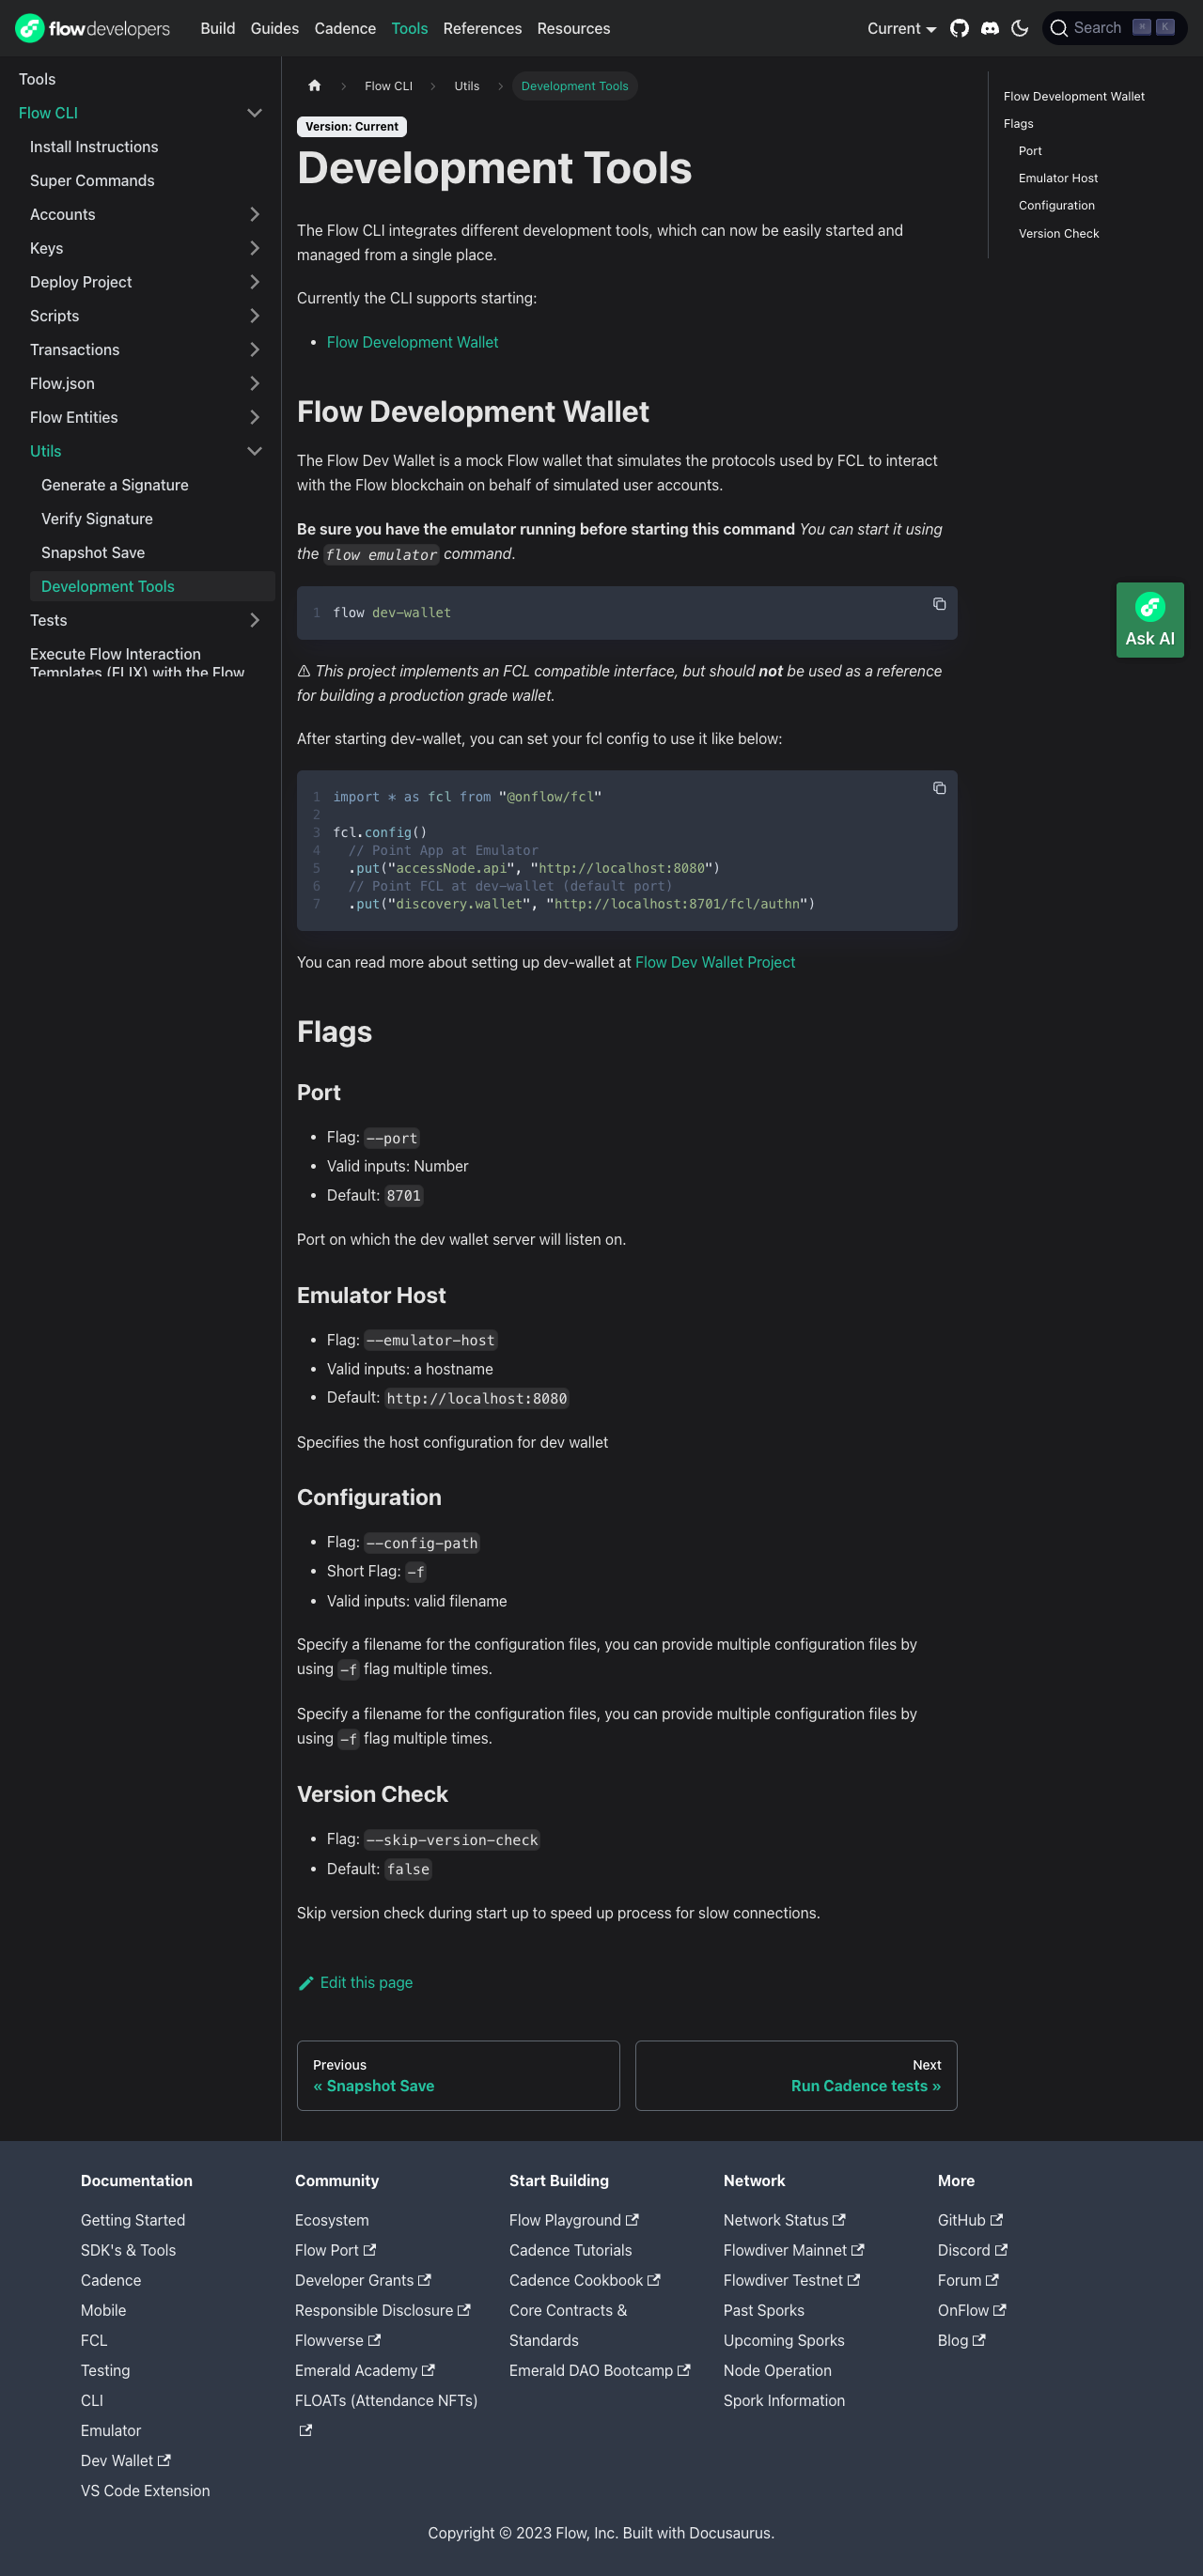 flowdevelopers
Build Guides Cadence Tools References Resources
Current
Search ⌘ K
Tools
Flow CLI
Install Instructions
Super Commands
Accounts
Keys
Deploy Project
Scripts
Transactions
Flow.json
Flow Entities
Utils
Generate a Signature
Verify Signature
Snapshot Save
Development Tools
Tests
Execute Flow Interaction
Templates (FLIX) with the Flow
Flow CLI Utils Development Tools
Version: Current
Development Tools
The Flow CLI integrates different development tools, which can now be easily started and
managed from a single place.
Currently the CLI supports starting:
• Flow Development Wallet
Flow Development Wallet
The Flow Dev Wallet is a mock Flow wallet that simulates the protocols used by FCL to interact
with the Flow blockchain on behalf of simulated user accounts.
Be sure you have the emulator running before starting this command You can start it using
the flow emulator command.
1 flow dev-wallet
⚠ This project implements an FCL compatible interface, but should not be used as a reference
for building a production grade wallet.
After starting dev-wallet, you can set your fcl config to use it like below:
1 import * as fcl from "@onflow/fcl"
2
3 fcl.config()
4 // Point App at Emulator
5 .put("accessNode.api", "http://localhost:8080")
6 // Point FCL at dev-wallet (default port)
7 .put("discovery.wallet", "http://localhost:8701/fcl/authn")
You can read more about setting up dev-wallet at Flow Dev Wallet Project
Flags
Port
• Flag: --port
• Valid inputs: Number
• Default: 8701
Port on which the dev wallet server will listen on.
Emulator Host
• Flag: --emulator-host
• Valid inputs: a hostname
• Default: http://localhost:8080
Specifies the host configuration for dev wallet
Configuration
• Flag: --config-path
• Short Flag: -f
• Valid inputs: valid filename
Specify a filename for the configuration files, you can provide multiple configuration files by
using -f flag multiple times.
Specify a filename for the configuration files, you can provide multiple configuration files by
using -f flag multiple times.
Version Check
• Flag: --skip-version-check
• Default: false
Skip version check during start up to speed up process for slow connections.
Edit this page
Previous
« Snapshot Save
Next
Run Cadence tests »
Flow Development Wallet
Flags
Port
Emulator Host
Configuration
Version Check
Ask AI
Documentation
Getting Started
SDK's & Tools
Cadence
Mobile
FCL
Testing
CLI
Emulator
Dev Wallet
VS Code Extension
Community
Ecosystem
Flow Port
Developer Grants
Responsible Disclosure
Flowverse
Emerald Academy
FLOATs (Attendance NFTs)
Start Building
Flow Playground
Cadence Tutorials
Cadence Cookbook
Core Contracts &
Standards
Emerald DAO Bootcamp
Network
Network Status
Flowdiver Mainnet
Flowdiver Testnet
Past Sporks
Upcoming Sporks
Node Operation
Spork Information
More
GitHub
Discord
Forum
OnFlow
Blog
Copyright © 2023 Flow, Inc. Built with Docusaurus.